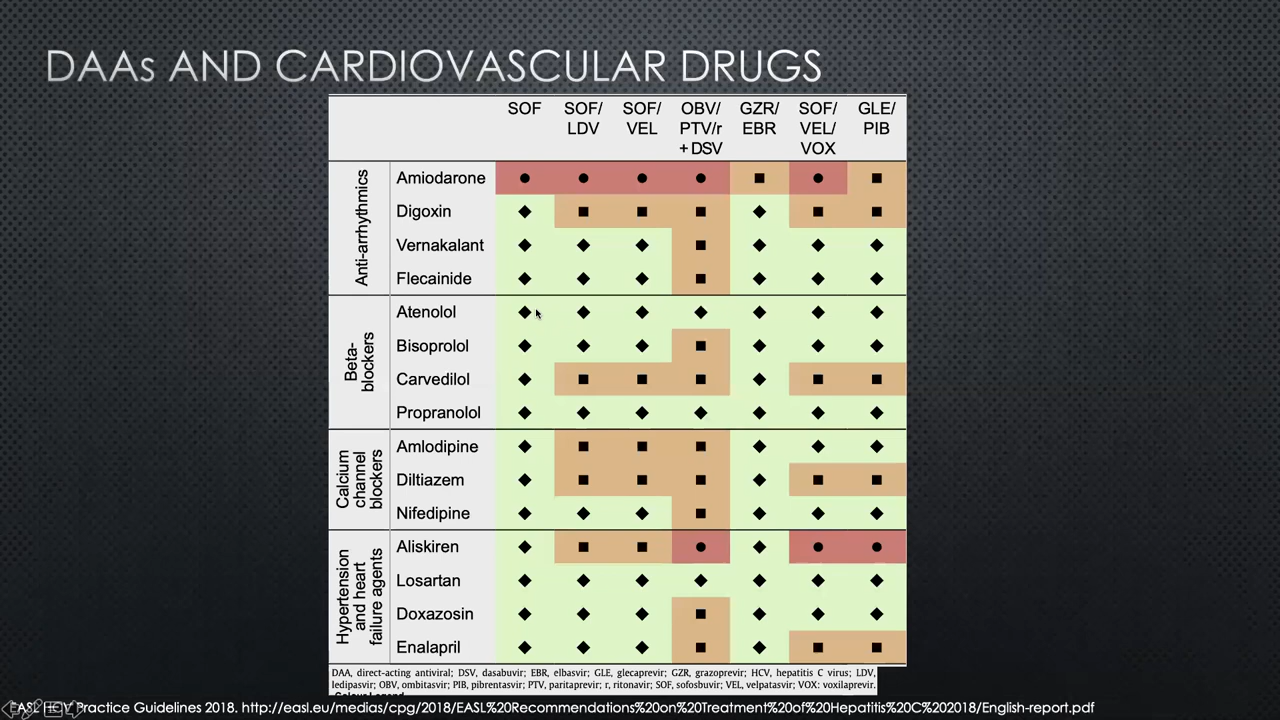 DAAs AND CARDIOVASCULAR DRUGS
SOF SOF/ LDV SOF/ VEL OBV/ PTV/r + DSV GZR/ EBR SOF/ VEL/ VOX GLE/ PIB
Anti-arrhythmics
Amiodarone
Digoxin
Vernakalant
Flecainide
Beta-
blockers
Atenolol
Bisoprolol
Carvedilol
Propranolol
Calcium
channel
blockers
Amlodipine
Diltiazem
Nifedipine
Hypertension
and heart
failure agents
Aliskiren
Losartan
Doxazosin
Enalapril
DAA, direct-acting antiviral; DSV, dasabuvir; EBR, elbasvir; GLE, glecaprevir; GZR, grazoprevir; HCV, hepatitis C virus; LDV,
ledipasvir; OBV, ombitasvir; PIB, pibrentasvir; PTV, paritaprevir; r, ritonavir; SOF, sofosbuvir; VEL, velpatasvir; VOX: voxilaprevir.
EASL HCV Practice Guidelines 2018. http://easl.eu/medias/cpg/2018/EASL%20Recommendations%20on%20Treatment%20of%20Hepatitis%20C%202018/English-report.pdf